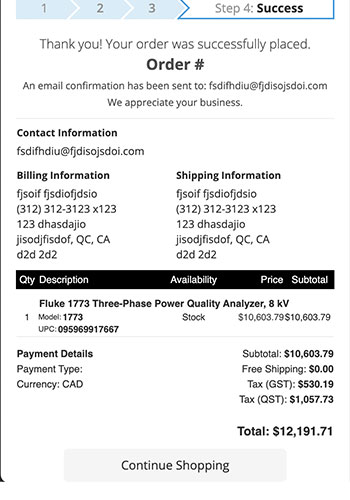 1 2 3 Step 4: Success
Thank you! Your order was successfully placed.
Order #
An email confirmation has been sent to: fsdifhdiu@fjdisojsdoi.com
We appreciate your business.
Contact Information
fsdifhdiu@fjdisojsdoi.com
Billing Information
fjsoif fjsdiofjdsio
(312) 312-3123 x123
123 dhasdajio
jisodjfisdof, QC, CA
d2d 2d2
Shipping Information
fjsoif fjsdiofjdsio
(312) 312-3123 x123
123 dhasdajio
jisodjfisdof, QC, CA
d2d 2d2
Qty Description Availability Price Subtotal
Fluke 1773 Three-Phase Power Quality Analyzer, 8 kV
1 Model: 1773 Stock $10,603.79 $10,603.79
UPC: 095969917667
Payment Details
Payment Type:
Currency: CAD
Subtotal: $10,603.79
Free Shipping: $0.00
Tax (GST): $530.19
Tax (QST): $1,057.73
Total: $12,191.71
Continue Shopping